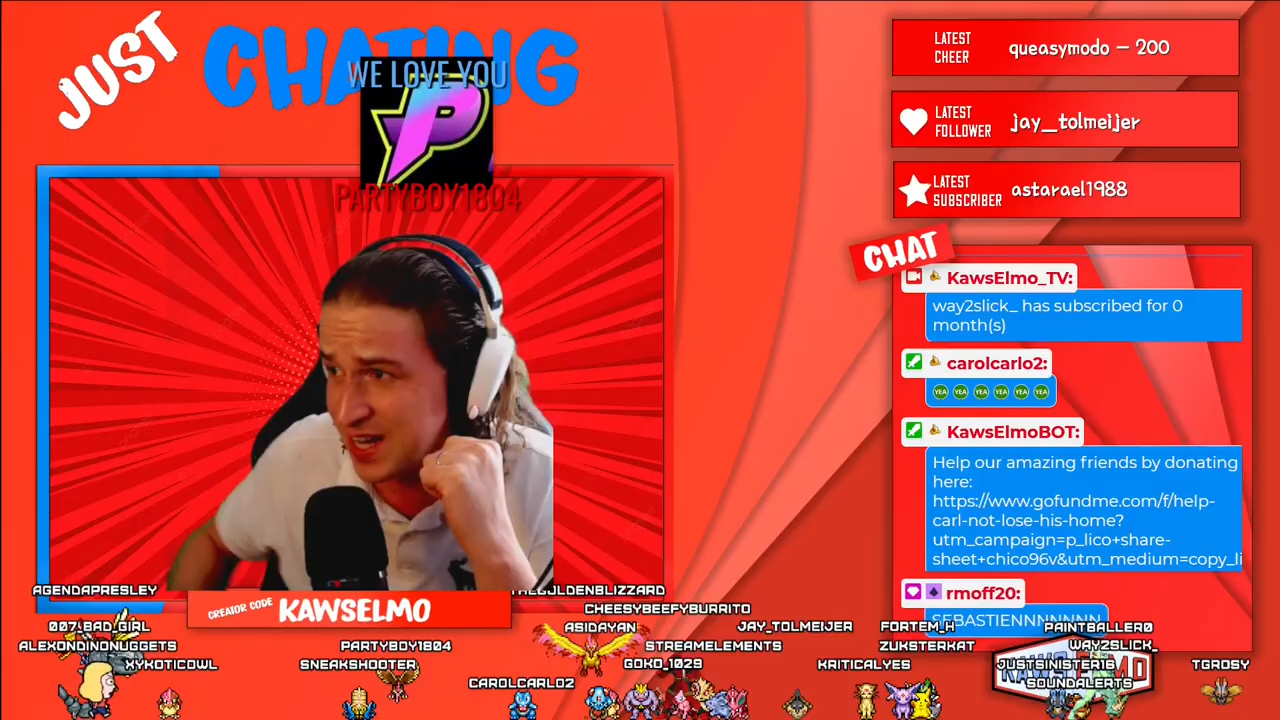 JUST CHATING
WE LOVE YOU
PARTYBOY1804
LATEST CHEER
queasymodo – 200
LATEST FOLLOWER
jay_tolmeijer
LATEST SUBSCRIBER
astarael1988
CHAT
KawsElmo_TV:
way2slick_ has subscribed for 0
month(s)
carolcarlo2:
YEA YEA YEA YEA YEA YEA
KawsElmoBOT:
Help our amazing friends by donating
here:
https://www.gofundme.com/f/help-
carl-not-lose-his-home?
utm_campaign=p_lico+share-
sheet+chico96v&utm_medium=copy_li
rmoff20:
SEBASTIENNNNNNN
CREATOR CODE KAWSELMO
AGENDAPRESLEY
CHEESYBEEFYBURRITO
007_BAD_GIRL
ASIDAYAN
JAY_TOLMEIJER
FORTEM_H
PAINTBALLER0
ALEXONDINONUGGETS
PARTYBOY1804
STREAMELEMENTS
ZUKSTERKAT
WAY2SLICK_
XYKOTICOWL
SNEAKSHOOTER
GOKO_1029
KRITICALYES
JUSTSINISTER16
TGROSY
CAROLCARLO2
SOUNDALERTS